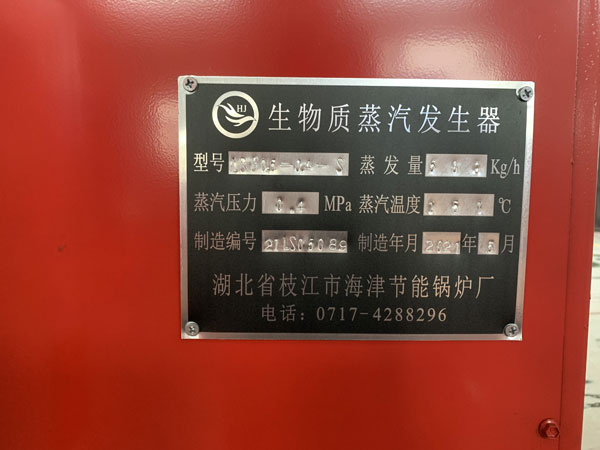 HJ
生物质蒸汽发生器
型号 蒸发量 Kg/h
蒸汽压力 0.4 MPa 蒸汽温度 ℃
制造编号 制造年月 2021 年 5 月
湖北省枝江市海津节能锅炉厂
电话：0717-4288296